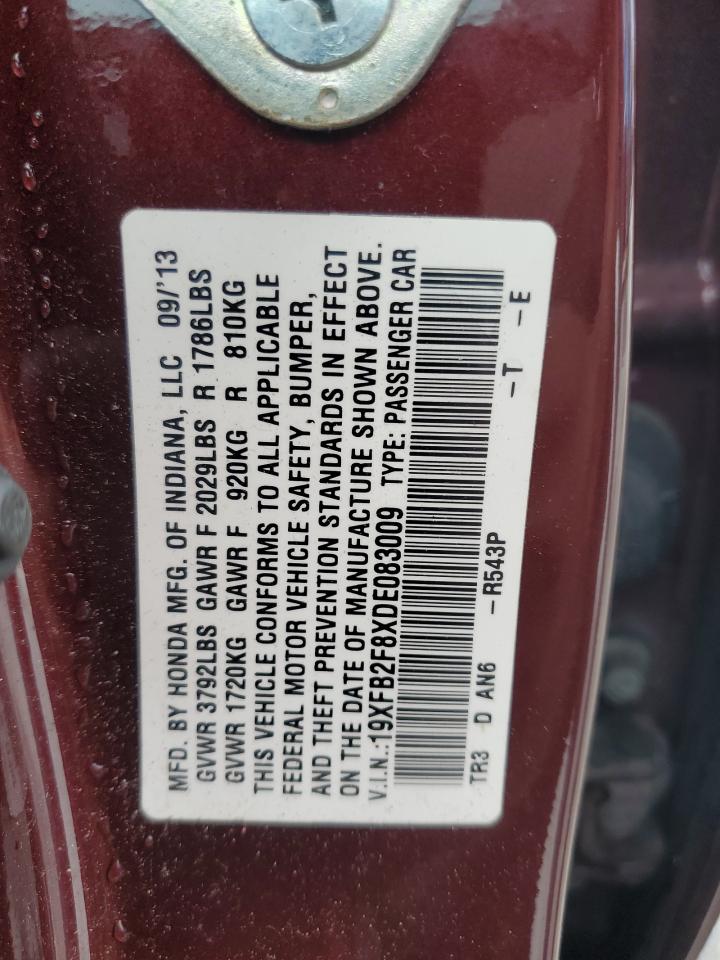 MFD. BY HONDA MFG. OF INDIANA, LLC 09/'13
GVWR 3792LBS GAWR F 2029LBS R 1786LBS
GVWR 1720KG GAWR F 920KG R 810KG
THIS VEHICLE CONFORMS TO ALL APPLICABLE
FEDERAL MOTOR VEHICLE SAFETY, BUMPER,
AND THEFT PREVENTION STANDARDS IN EFFECT
ON THE DATE OF MANUFACTURE SHOWN ABOVE.
V.I.N.:19XFB2F8XDE083009 TYPE: PASSENGER CAR
TR3 D AN6 -R543P -T -E